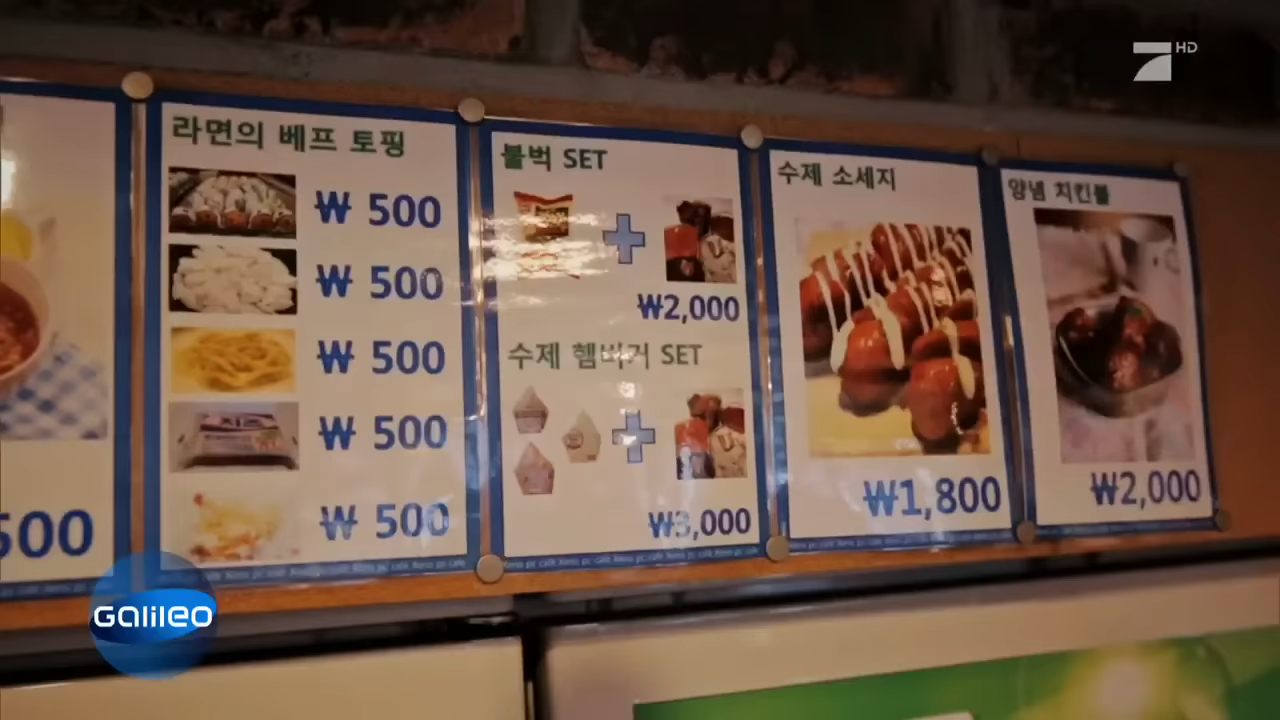 HD
라면의 베프 토핑
₩ 500
₩ 500
₩ 500
₩ 500
₩ 500
불벅 SET
₩2,000
수제 햄버거 SET
₩3,000
수제 소세지
₩1,800
양념 치킨볼
₩2,000
500
GaLiLEO